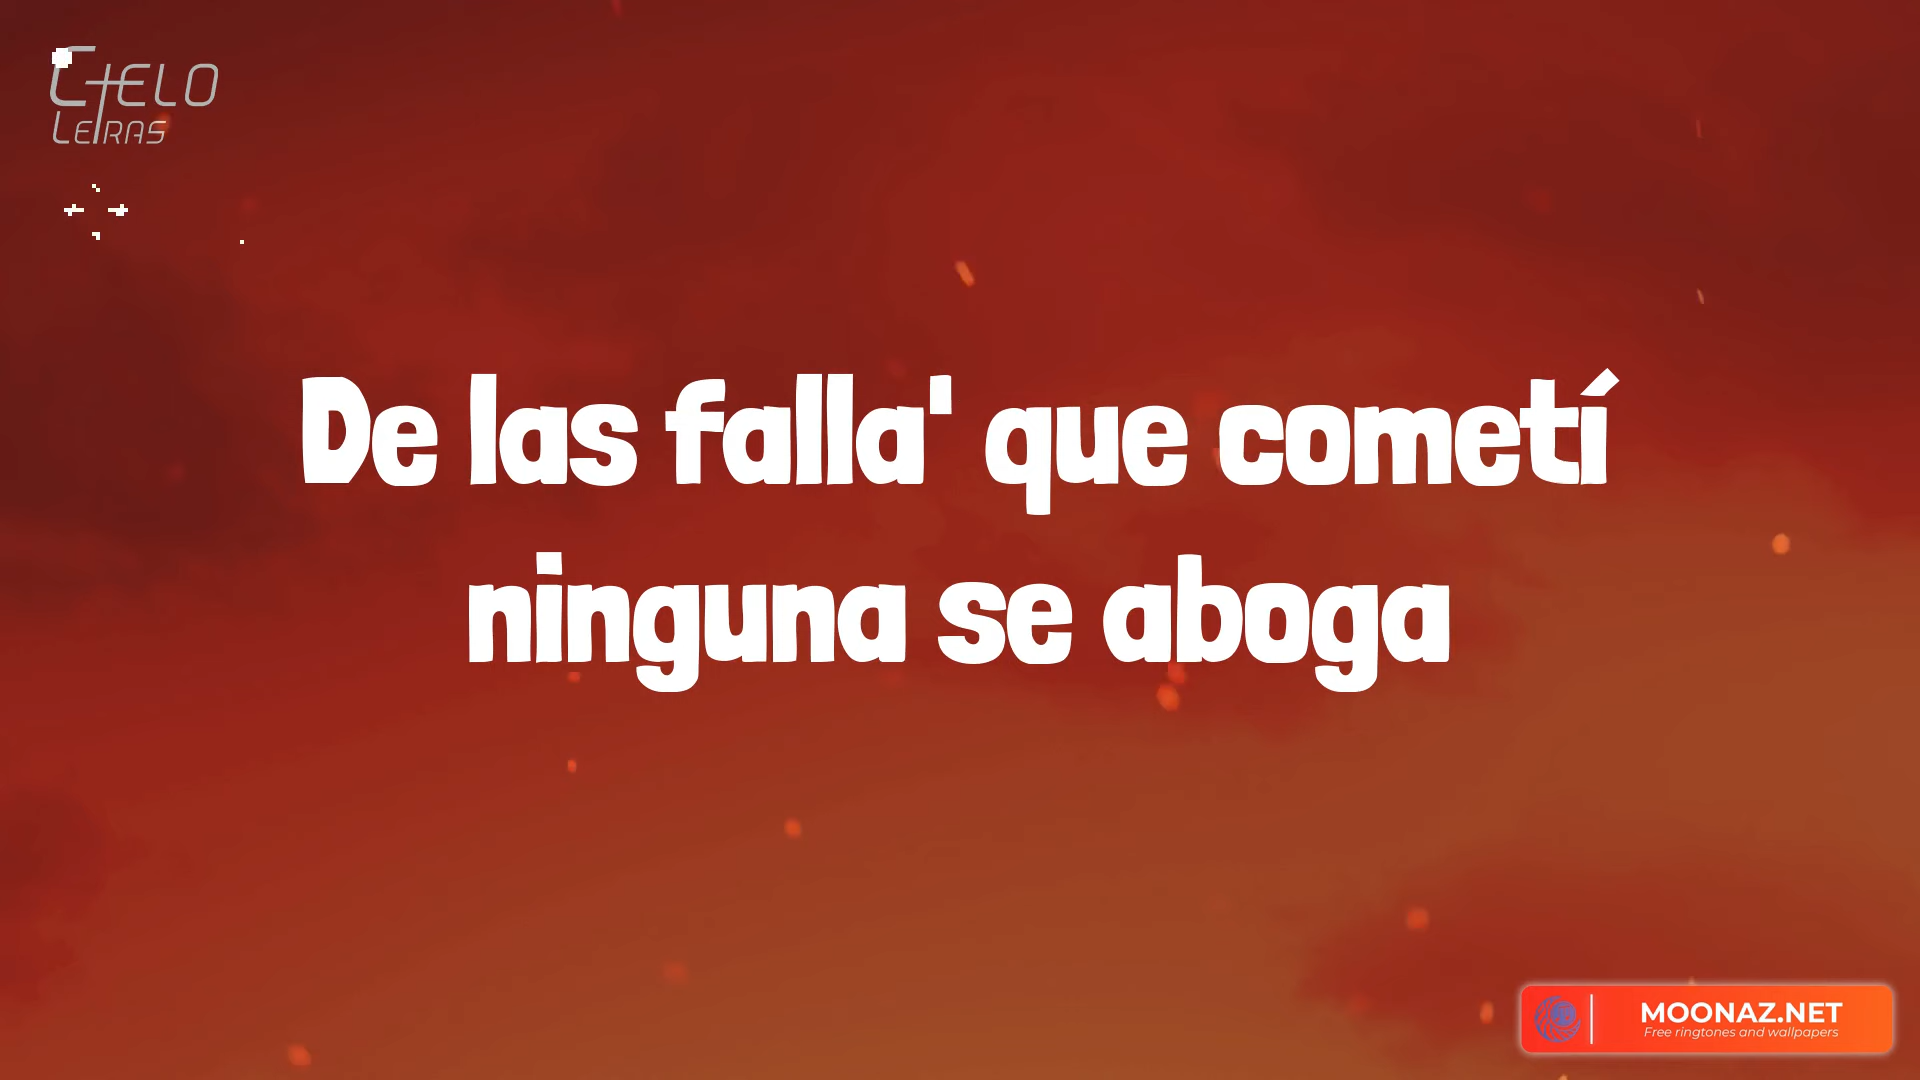 CIELO
LETRAS
De las falla' que cometí
ninguna se aboga
MOONAZ.NET
Free ringtones and wallpapers